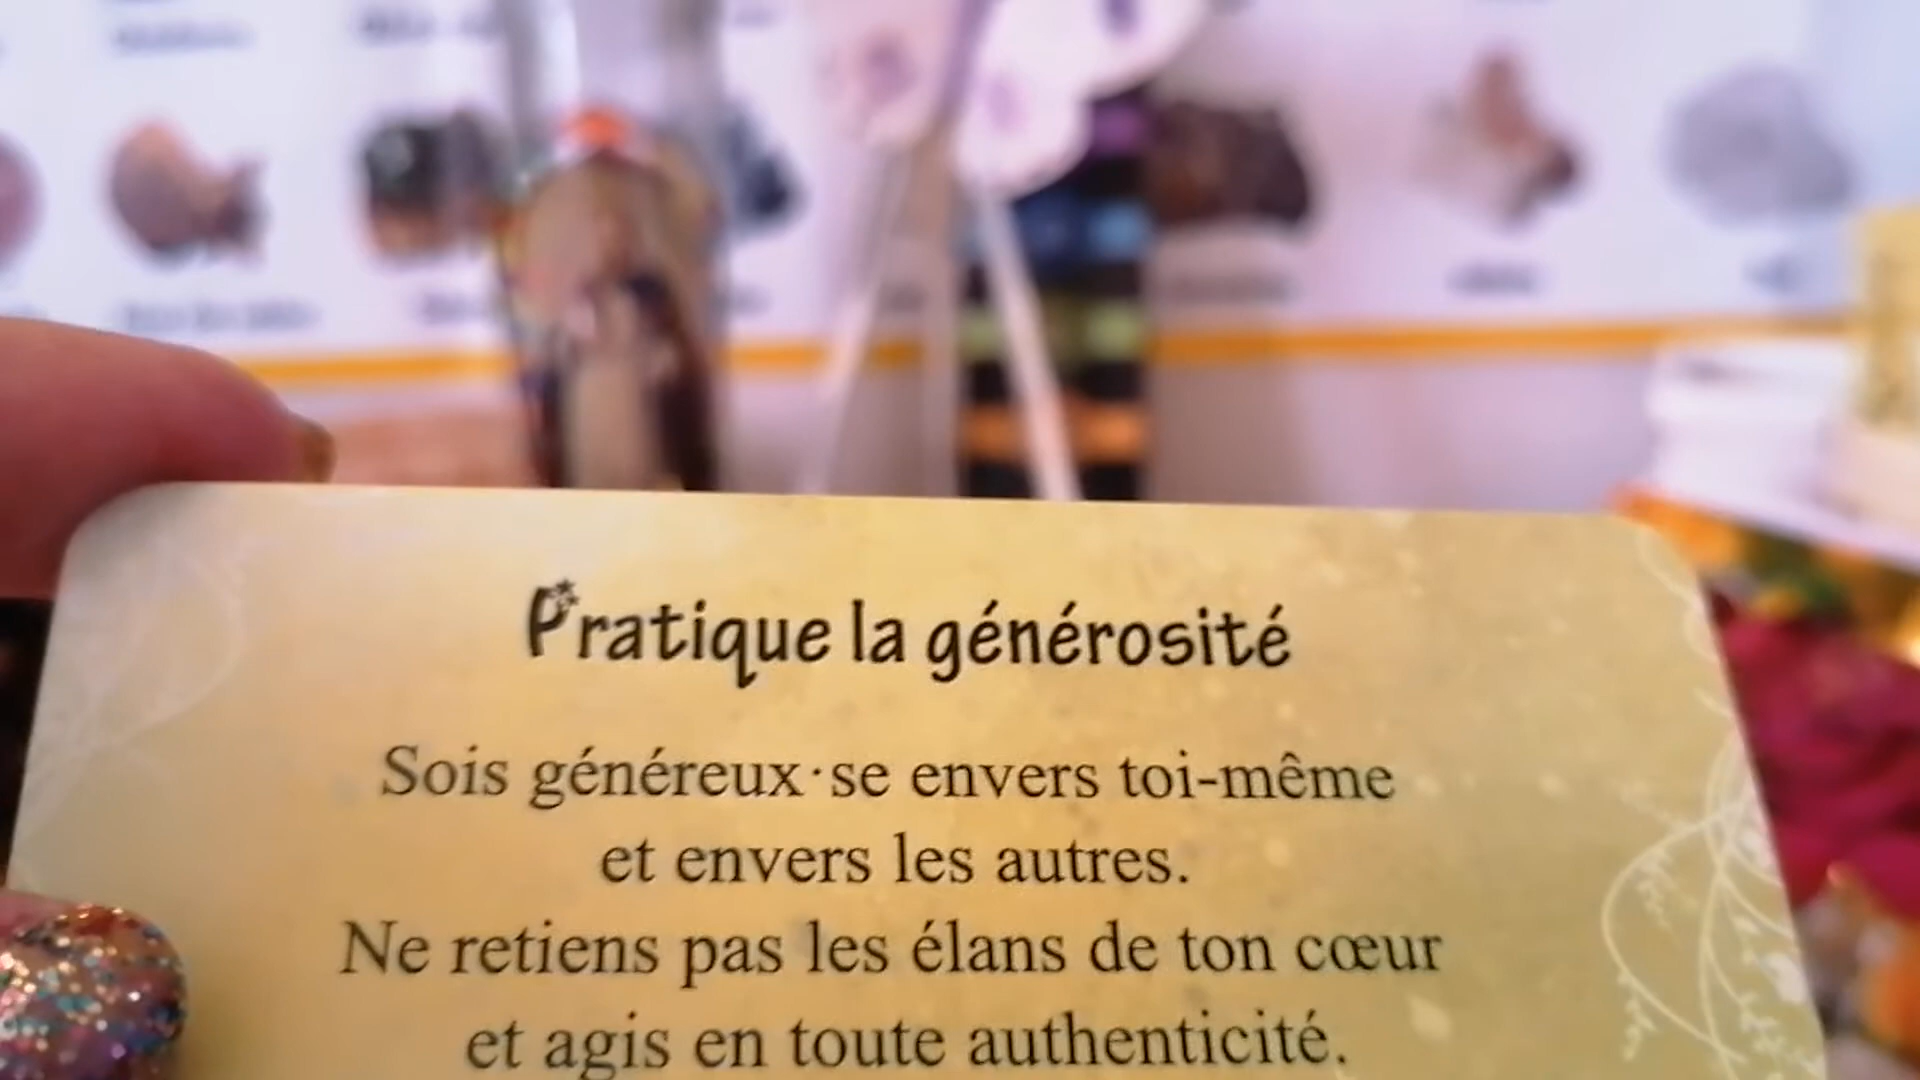 Pratique la générosité
Sois généreux·se envers toi-même
et envers les autres.
Ne retiens pas les élans de ton cœur
et agis en toute authenticité.